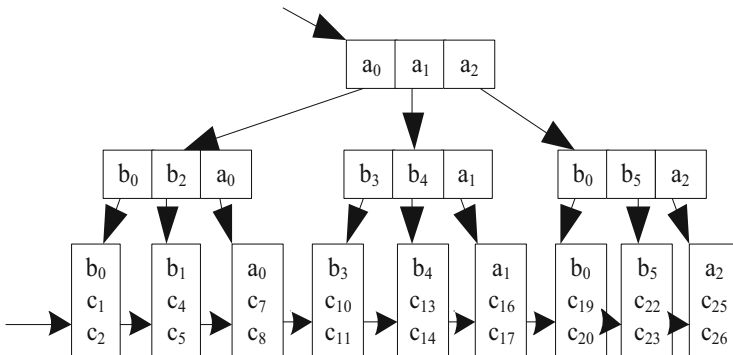 a₀ a₁ a₂
b₀ b₂ a₀ b₃ b₄ a₁ b₀ b₅ a₂
b₀ b₁ a₀ b₃ b₄ a₁ b₀ b₅ a₂
c₁ c₄ c₇ c₁₀ c₁₃ c₁₆ c₁₉ c₂₂ c₂₅
c₂ c₅ c₈ c₁₁ c₁₄ c₁₇ c₂₀ c₂₃ c₂₆